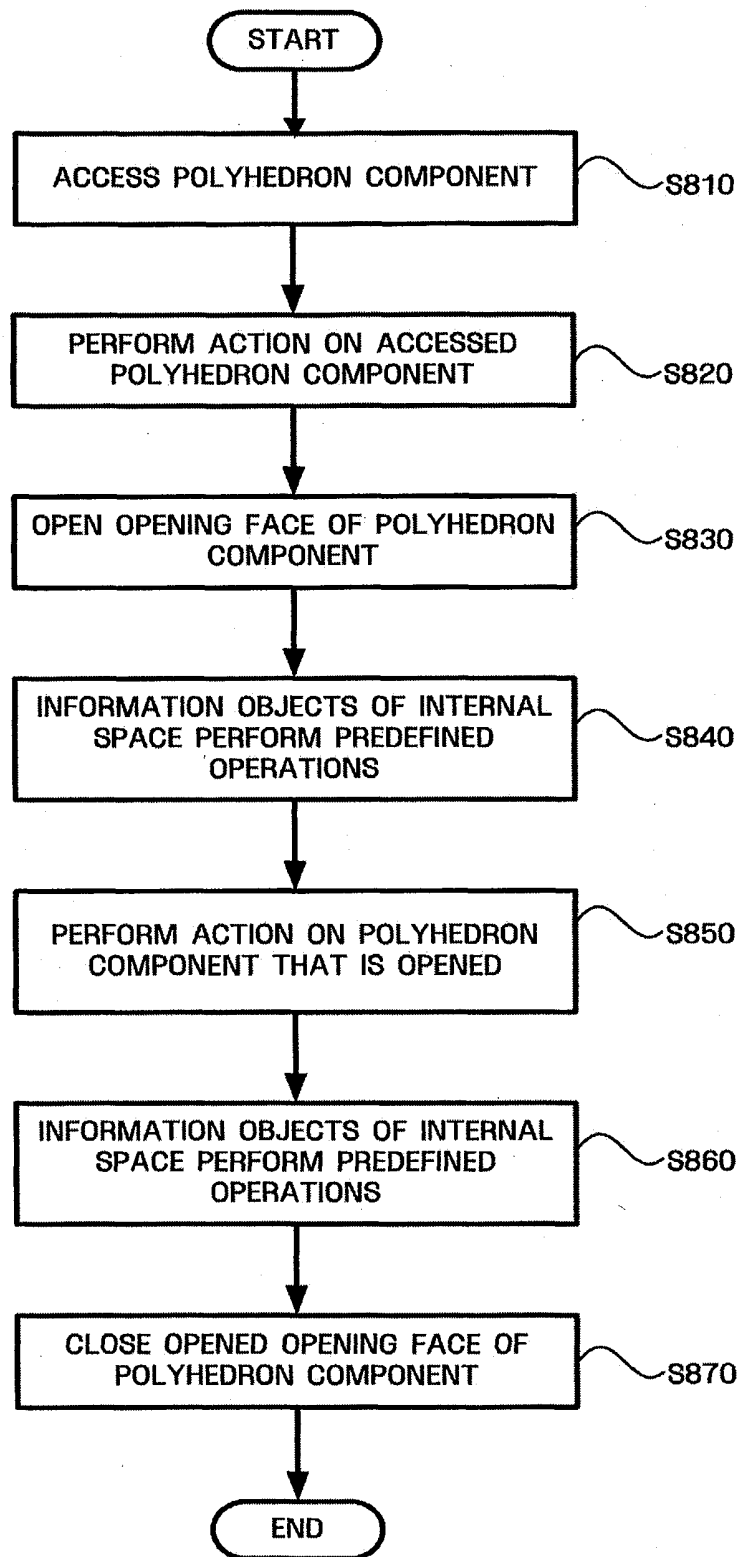 START
ACCESS POLYHEDRON COMPONENT
S810
PERFORM ACTION ON ACCESSED
POLYHEDRON COMPONENT
S820
OPEN OPENING FACE OF POLYHEDRON
COMPONENT
S830
INFORMATION OBJECTS OF INTERNAL
SPACE PERFORM PREDEFINED
OPERATIONS
S840
PERFORM ACTION ON POLYHEDRON
COMPONENT THAT IS OPENED
S850
INFORMATION OBJECTS OF INTERNAL
SPACE PERFORM PREDEFINED
OPERATIONS
S860
CLOSE OPENED OPENING FACE OF
POLYHEDRON COMPONENT
S870
END